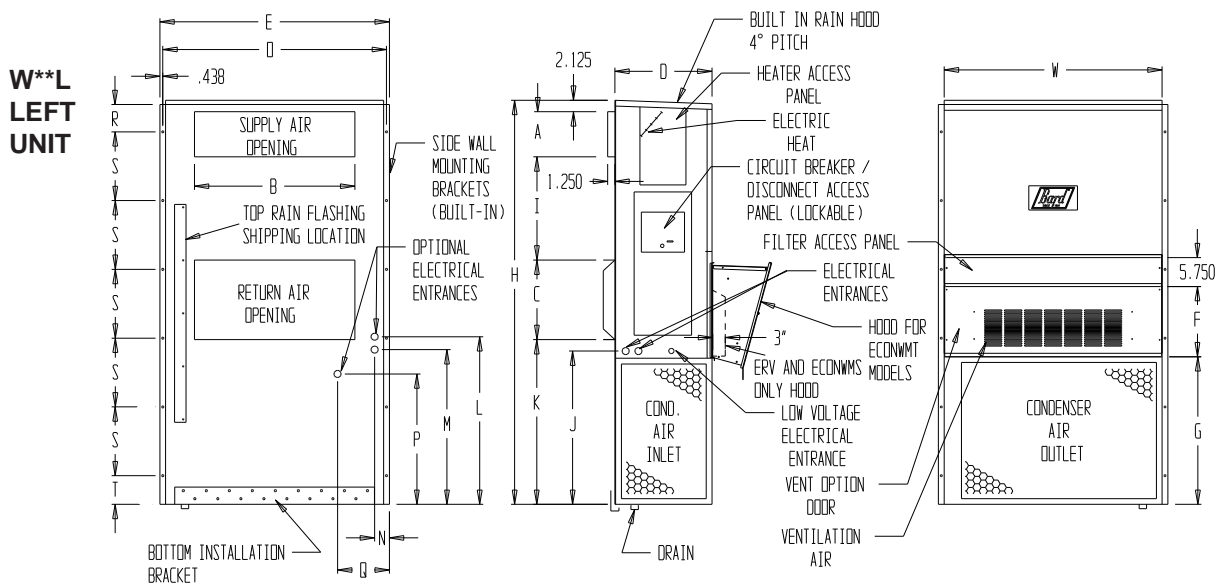 W**L
LEFT
UNIT
E
O
.438
R
S
S
S
S
S
T
SUPPLY AIR
OPENING
B
TOP RAIN FLASHING
SHIPPING LOCATION
SIDE WALL
MOUNTING
BRACKETS
(BUILT-IN)
OPTIONAL
ELECTRICAL
ENTRANCES
RETURN AIR
OPENING
P
M
L
N
Q
BOTTOM INSTALLATION
BRACKET
BUILT IN RAIN HOOD
4° PITCH
2.125
D
HEATER ACCESS
PANEL
ELECTRIC
HEAT
A
1.250
I
H
C
K
J
CIRCUIT BREAKER /
DISCONNECT ACCESS
PANEL (LOCKABLE)
ELECTRICAL
ENTRANCES
3"
HOOD FOR
ECONWMT
MODELS
ERV AND ECONWMS
ONLY HOOD
LOW VOLTAGE
ELECTRICAL
ENTRANCE
COND.
AIR
INLET
DRAIN
W
Bard
FILTER ACCESS PANEL
5.750
F
G
CONDENSER
AIR
OUTLET
VENT OPTION
DOOR
VENTILATION
AIR